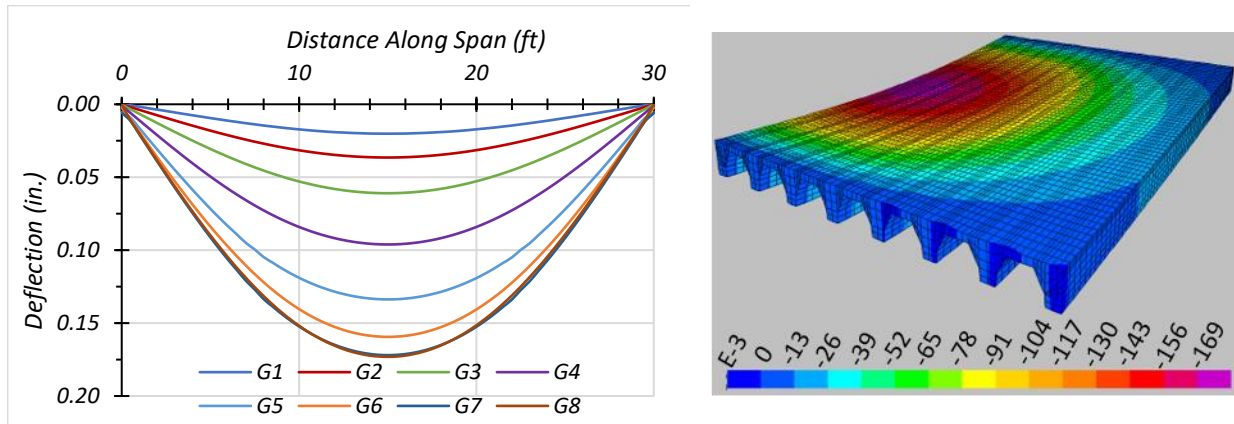 Distance Along Span (ft)
0 10 20 30
0.00
0.05
0.10
0.15
0.20
Deflection (in.)
G1 G2 G3 G4
G5 G6 G7 G8
E-3 0 -13 -26 -39 -52 -65 -78 -91 -104 -117 -130 -143 -156 -169